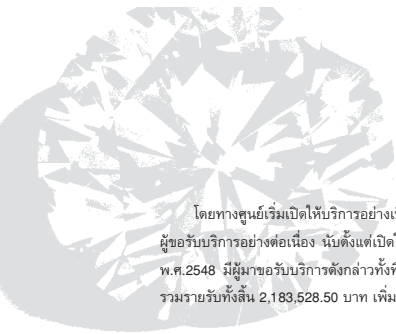 โดยทางศูนย์เริ่มเปิดให้บริการอย่างเ
ผู้ขอรับบริการอย่างต่อเนื่อง นับตั้งแต่เปิดใ
พ.ศ.2548 มีผู้มาขอรับบริการดังกล่าวทั้งที
รวมรายรับทั้งสิ้น 2,183,528.50 บาท เพิ่ม